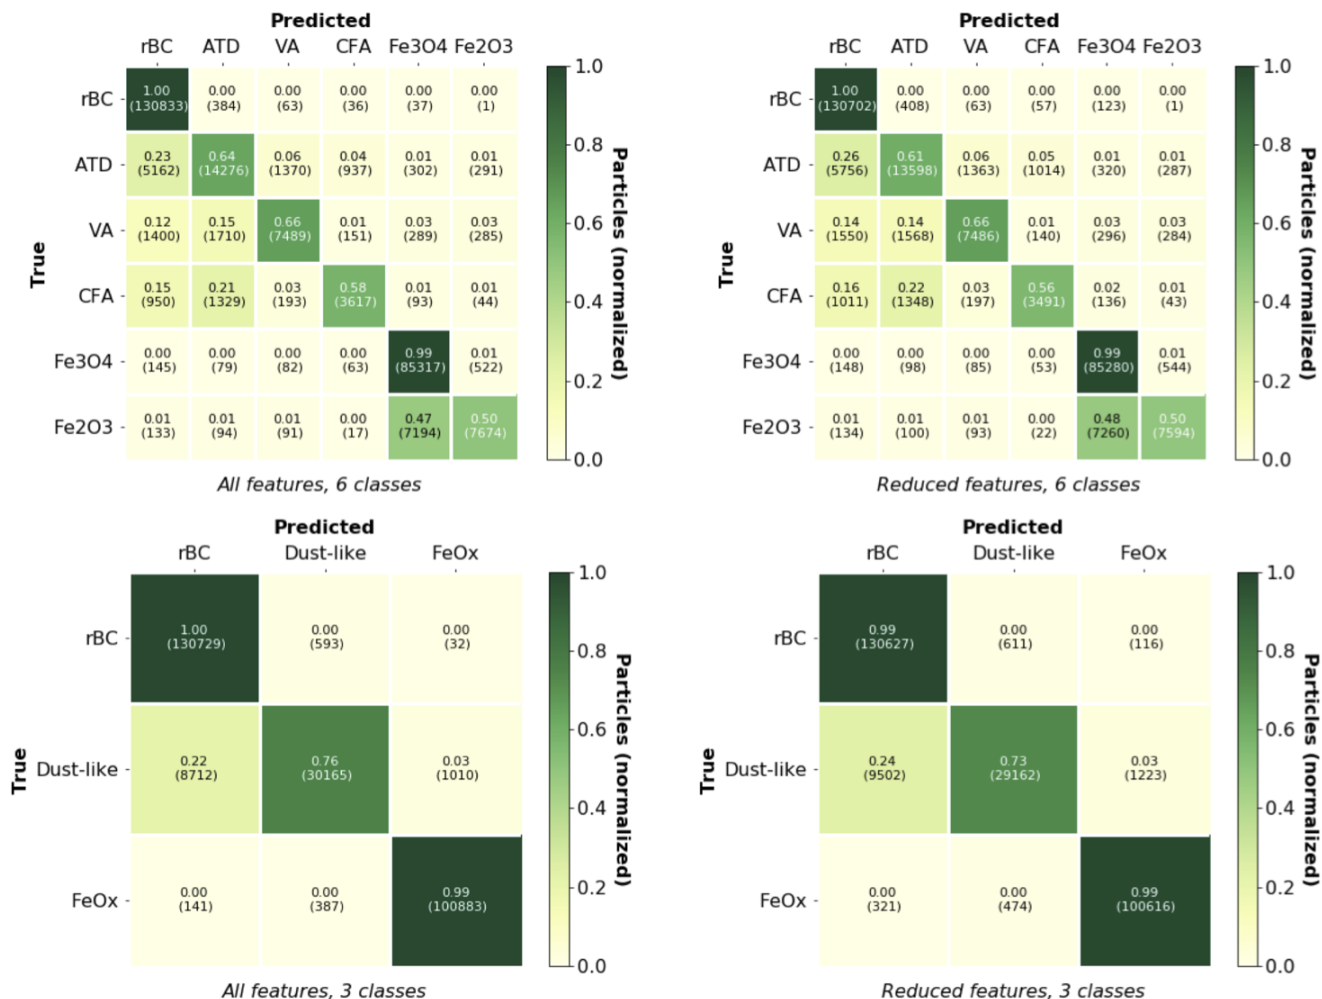 Predicted
rBC ATD VA CFA Fe3O4 Fe2O3
True
rBC 1.00 0.00 0.00 0.00 0.00 0.00
(130833) (384) (63) (36) (37) (1)
ATD 0.23 0.64 0.06 0.04 0.01 0.01
(5162) (14276) (1370) (937) (302) (291)
VA 0.12 0.15 0.66 0.01 0.03 0.03
(1400) (1710) (7489) (151) (289) (285)
CFA 0.15 0.21 0.03 0.58 0.01 0.01
(950) (1329) (193) (3617) (93) (44)
Fe3O4 0.00 0.00 0.00 0.00 0.99 0.01
(145) (79) (82) (63) (85317) (522)
Fe2O3 0.01 0.01 0.01 0.00 0.47 0.50
(133) (94) (91) (17) (7194) (7674)
1.0
0.8
0.6
0.4
0.2
0.0
Particles (normalized)
All features, 6 classes
Predicted
rBC ATD VA CFA Fe3O4 Fe2O3
True
rBC 1.00 0.00 0.00 0.00 0.00 0.00
(130702) (408) (63) (57) (123) (1)
ATD 0.26 0.61 0.06 0.05 0.01 0.01
(5756) (13598) (1363) (1014) (320) (287)
VA 0.14 0.14 0.66 0.01 0.03 0.03
(1550) (1568) (7486) (140) (296) (284)
CFA 0.16 0.22 0.03 0.56 0.02 0.01
(1011) (1348) (197) (3491) (136) (43)
Fe3O4 0.00 0.00 0.00 0.00 0.99 0.01
(148) (98) (85) (53) (85280) (544)
Fe2O3 0.01 0.01 0.01 0.00 0.48 0.50
(134) (100) (93) (22) (7260) (7594)
1.0
0.8
0.6
0.4
0.2
0.0
Particles (normalized)
Reduced features, 6 classes
Predicted
rBC Dust-like FeOx
True
rBC 1.00 0.00 0.00
(130729) (593) (32)
Dust-like 0.22 0.76 0.03
(8712) (30165) (1010)
FeOx 0.00 0.00 0.99
(141) (387) (100883)
1.0
0.8
0.6
0.4
0.2
0.0
Particles (normalized)
All features, 3 classes
Predicted
rBC Dust-like FeOx
True
rBC 0.99 0.00 0.00
(130627) (611) (116)
Dust-like 0.24 0.73 0.03
(9502) (29162) (1223)
FeOx 0.00 0.00 0.99
(321) (474) (100616)
1.0
0.8
0.6
0.4
0.2
0.0
Particles (normalized)
Reduced features, 3 classes